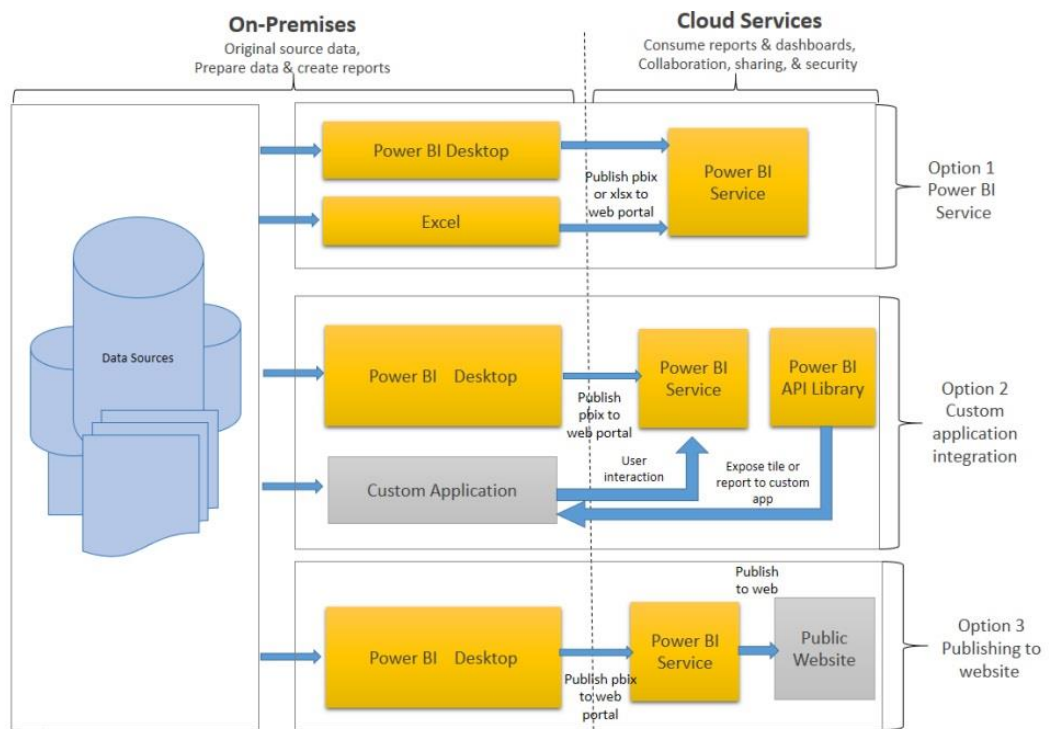 On-Premises
Original source data,
Prepare data & create reports
Cloud Services
Consume reports & dashboards,
Collaboration, sharing, & security
Data Sources
Power BI Desktop
Excel
Publish pbix
or xlsx to
web portal
Power BI
Service
Option 1
Power BI
Service
Power BI Desktop
Publish
pbix to
web portal
Power BI
Service
Power BI
API Library
Custom Application
User
interaction
Expose tile or
report to custom
app
Option 2
Custom
application
integration
Power BI Desktop
Publish pbix
to web
portal
Power BI
Service
Publish
to web
Public
Website
Option 3
Publishing to
website